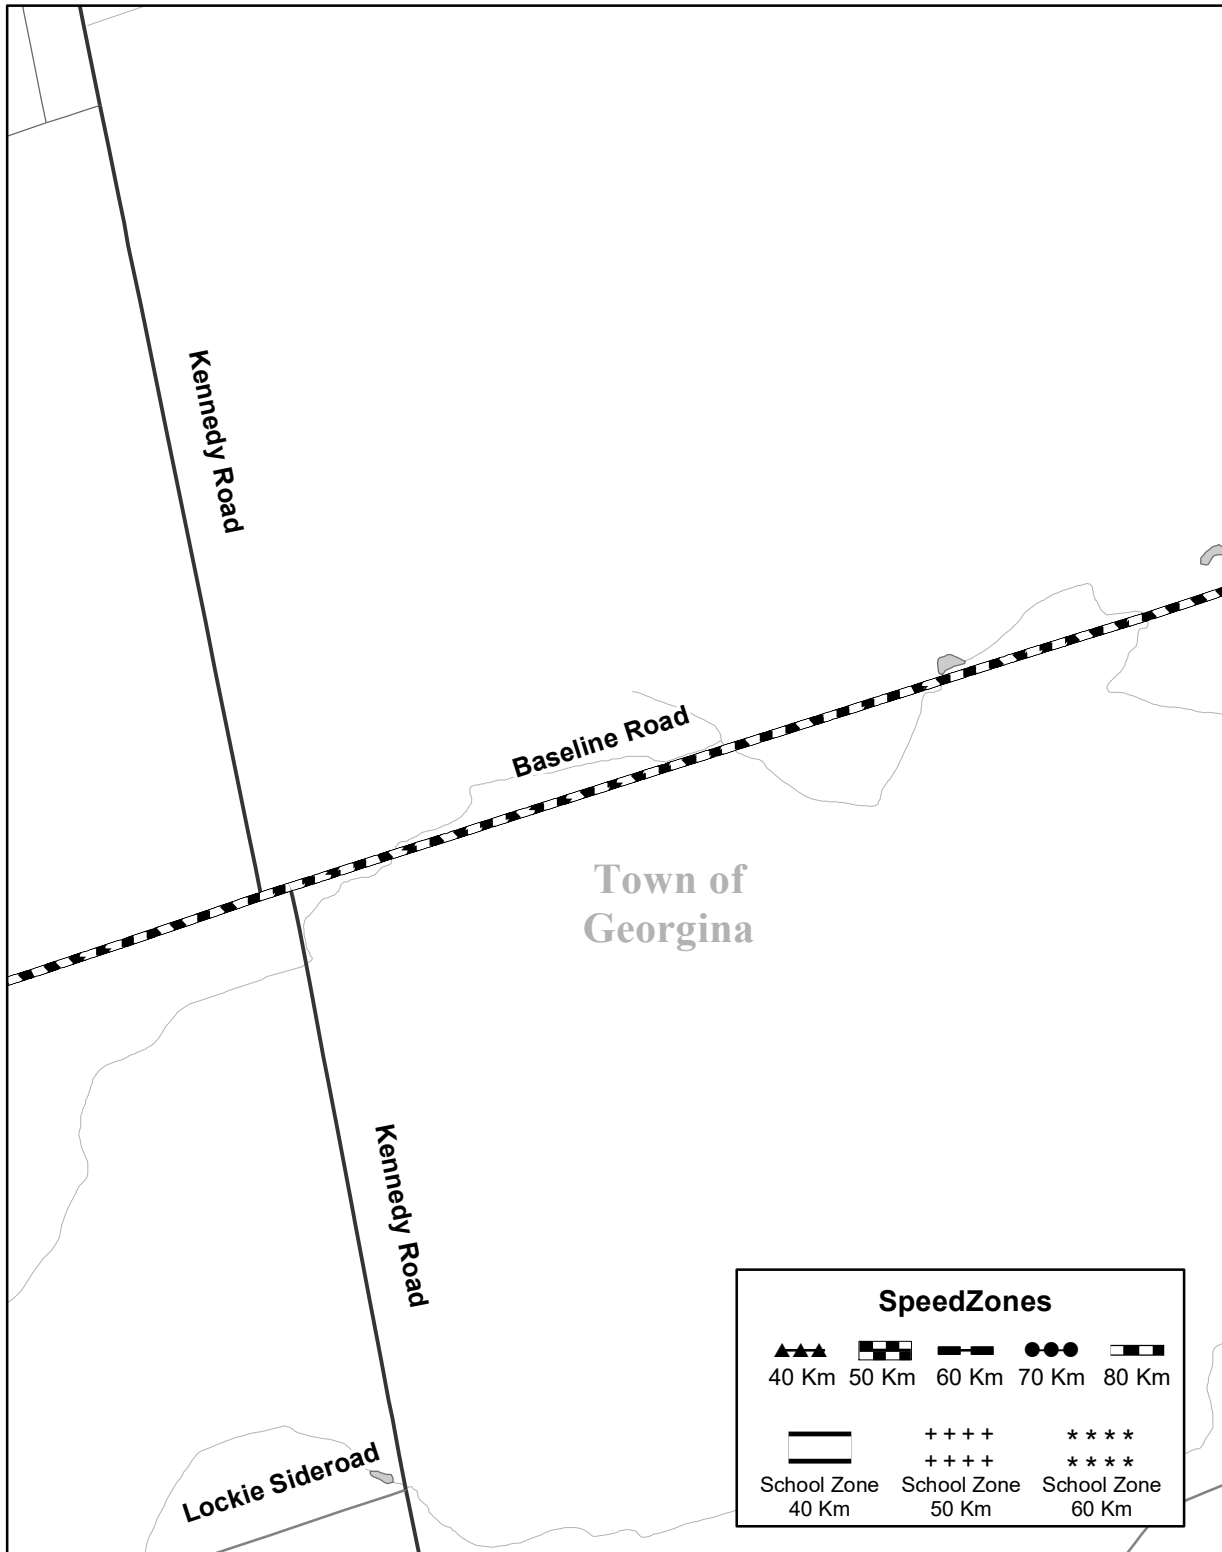 Kennedy Road
Baseline Road
Town of
Georgina
Kennedy Road
Lockie Sideroad
SpeedZones
40 Km 50 Km 60 Km 70 Km 80 Km
+ + + + * * * *
+ + + + * * * *
School Zone School Zone School Zone
40 Km 50 Km 60 Km